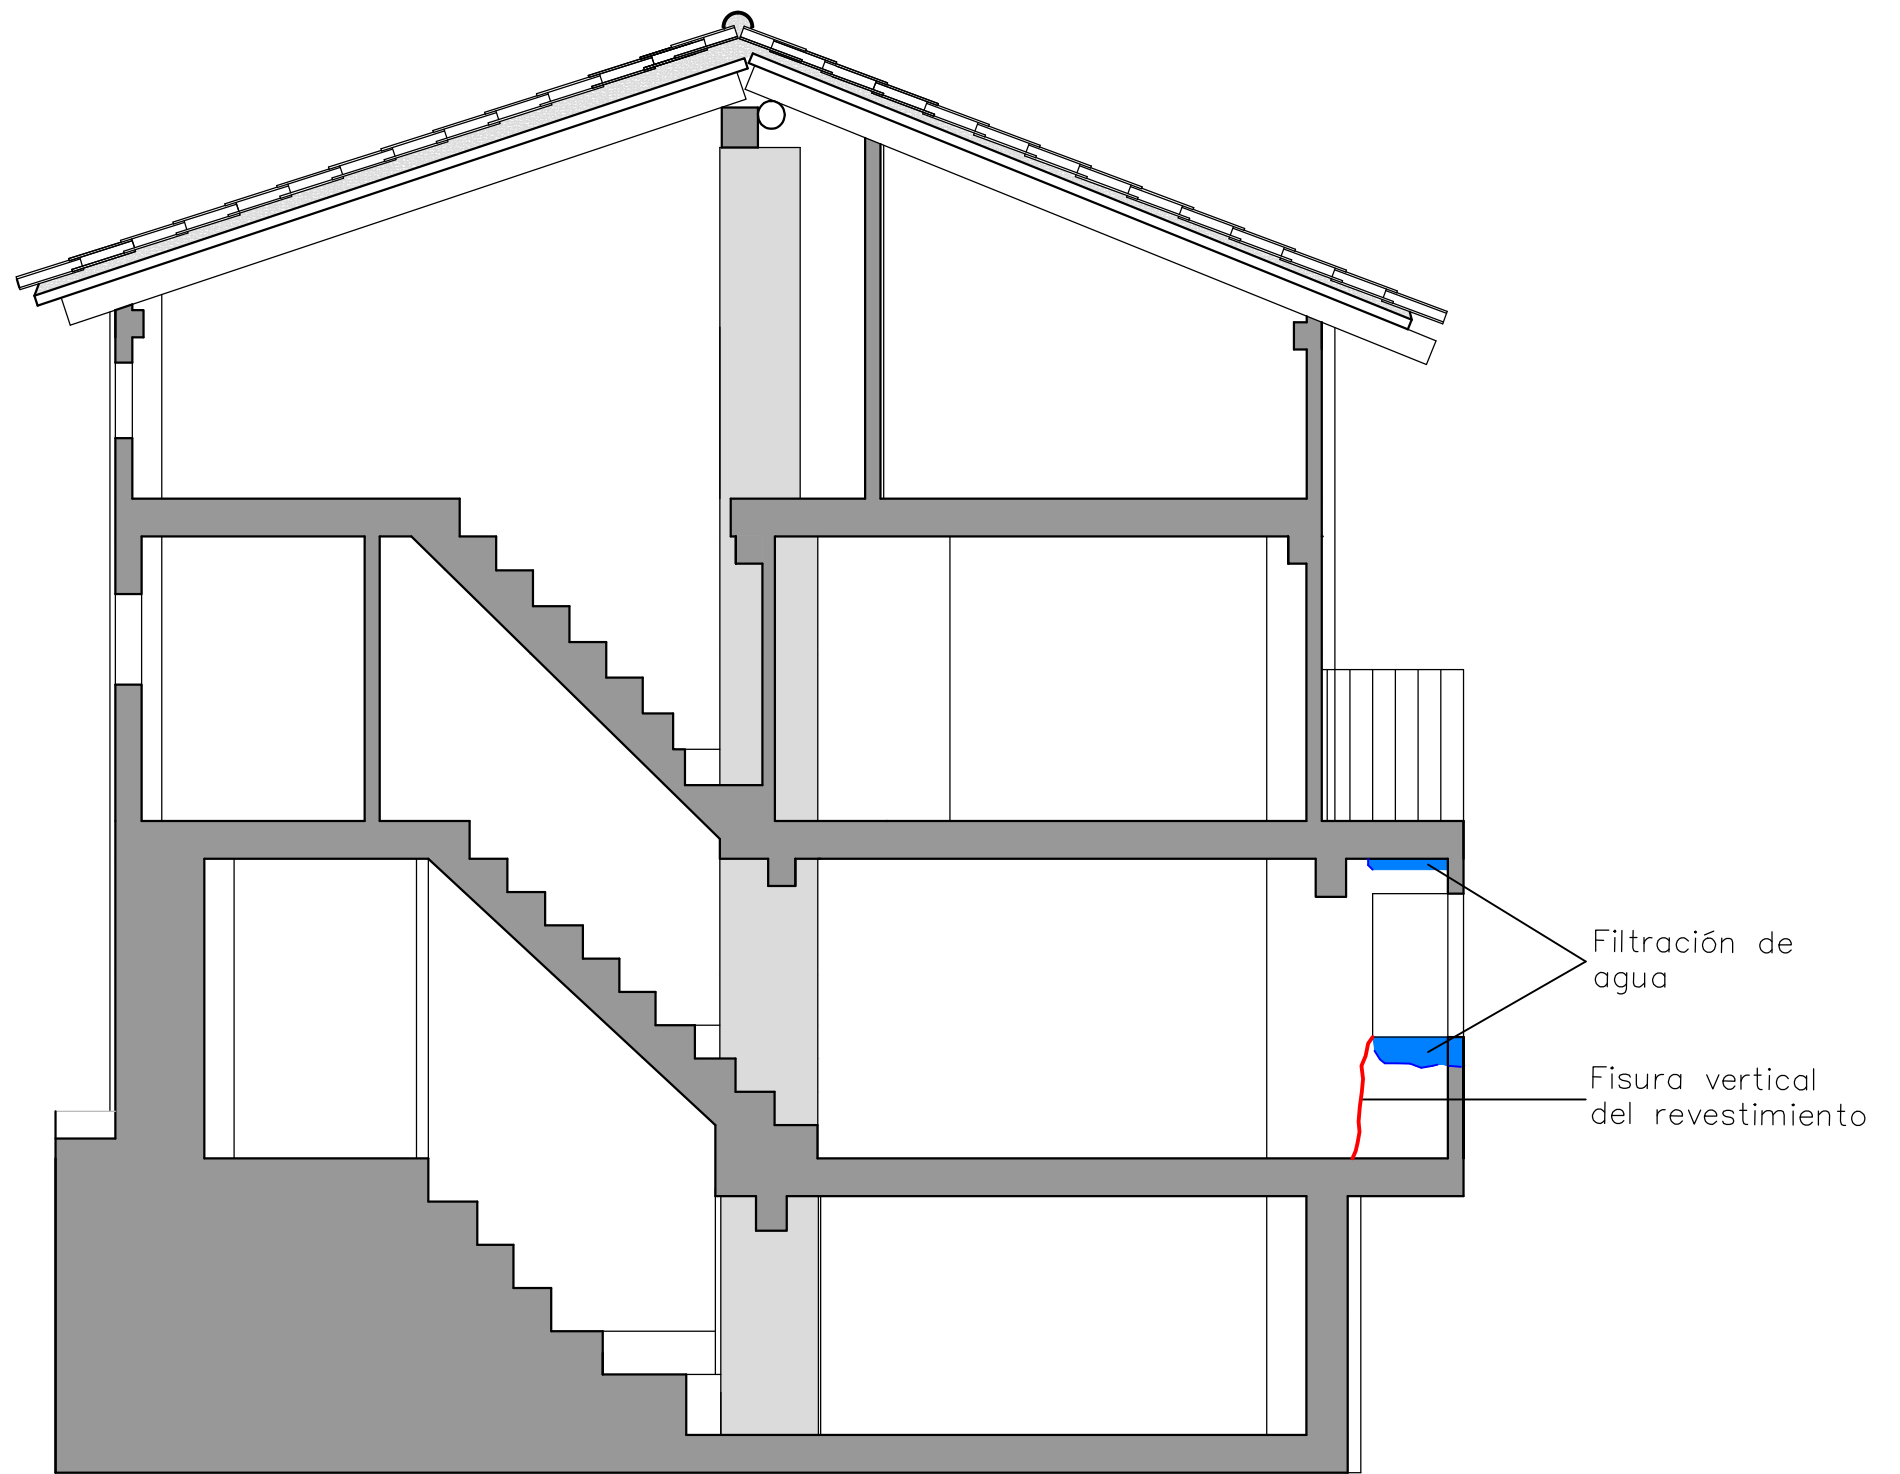 Filtración de
agua
Fisura vertical
del revestimiento